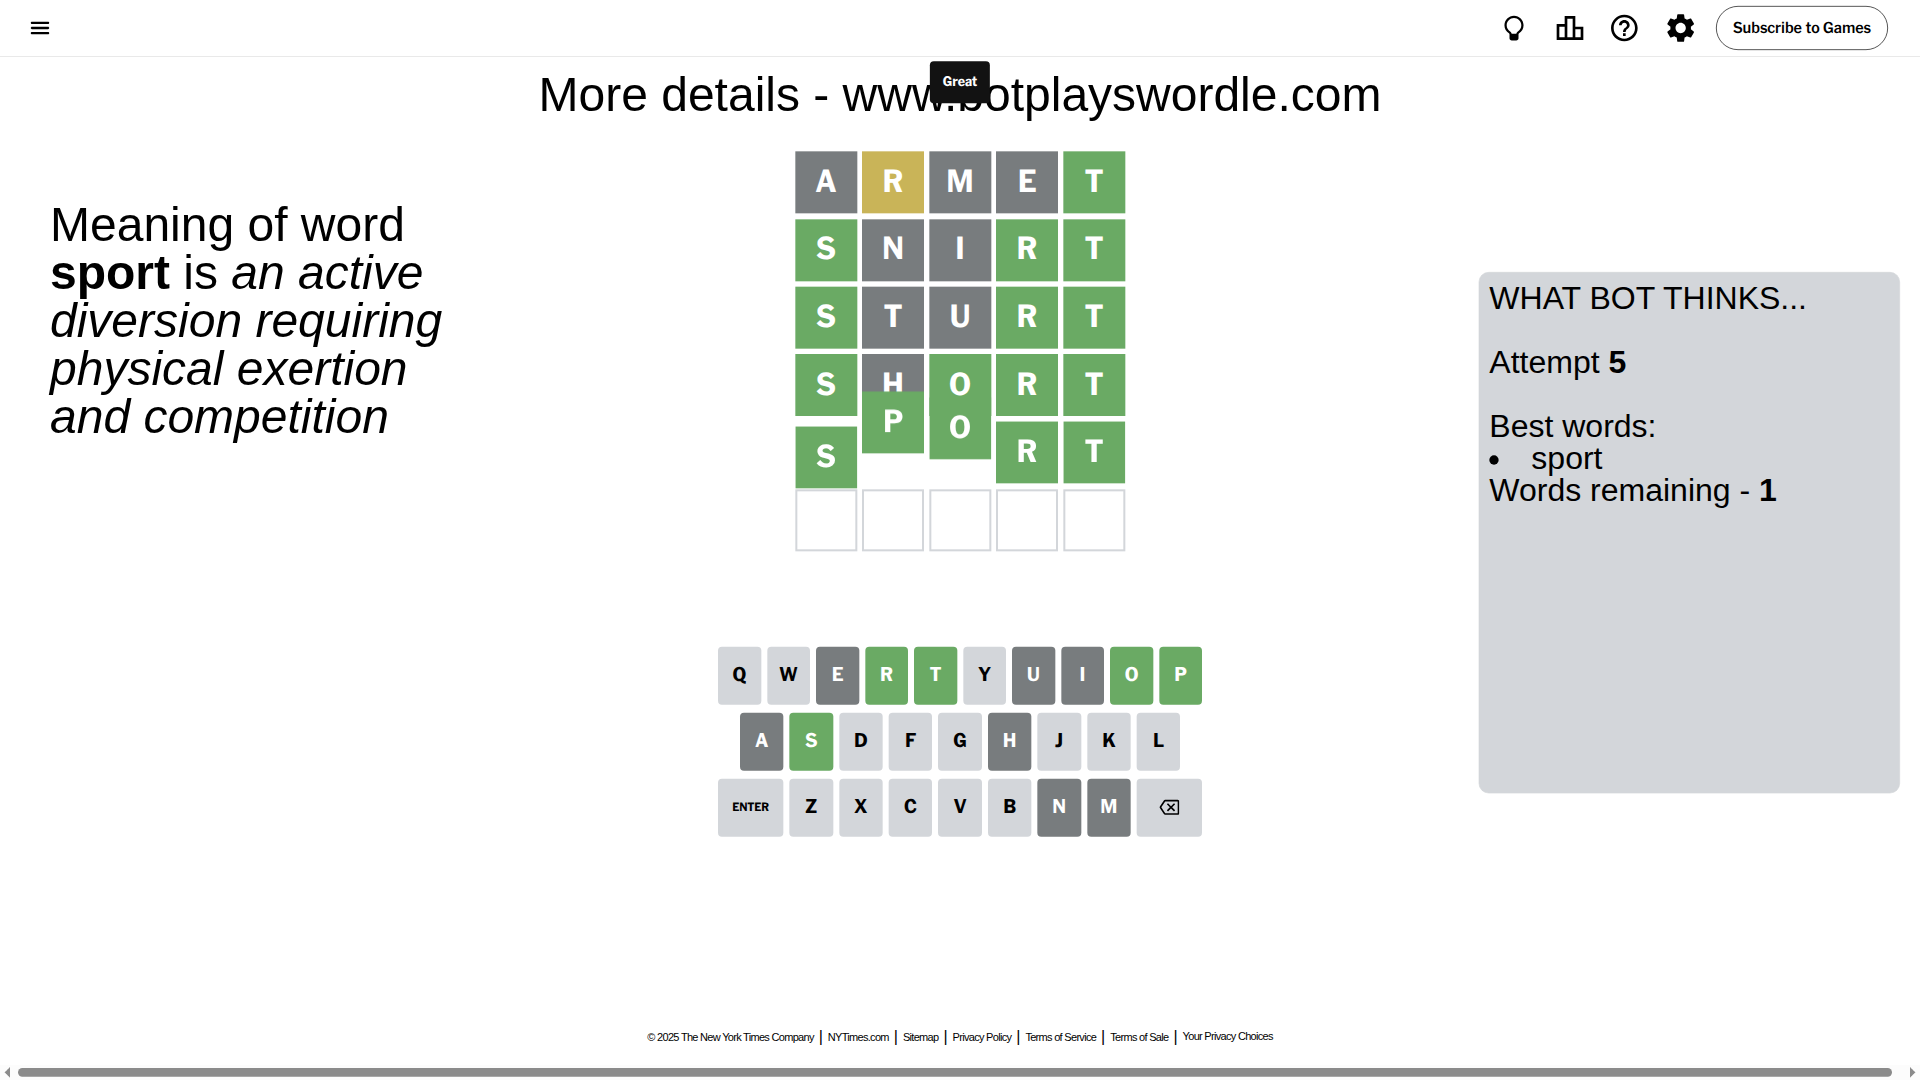 Subscribe to Games
Great
More details - www.botplayswordle.com
Meaning of word
sport is an active
diversion requiring
physical exertion
and competition
A R M E T
S N I R T
S T U R T
S H O R T
S P O R T
WHAT BOT THINKS...
Attempt 5
Best words:
• sport
Words remaining - 1
Q W E R T Y U I O P
A S D F G H J K L
ENTER Z X C V B N M
© 2025 The New York Times Company | NYTimes.com | Sitemap | Privacy Policy | Terms of Service | Terms of Sale | Your Privacy Choices